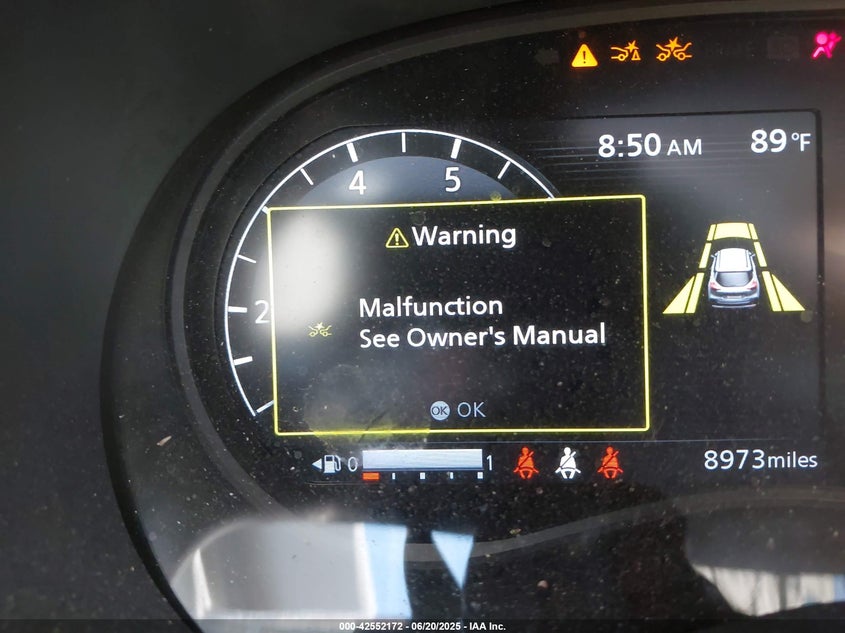 8:50 AM 89 °F
4 5
Warning
2
Malfunction
See Owner's Manual
OK OK
0 1
8973 miles
000-42552172 - 06/20/2025 - IAA Inc.